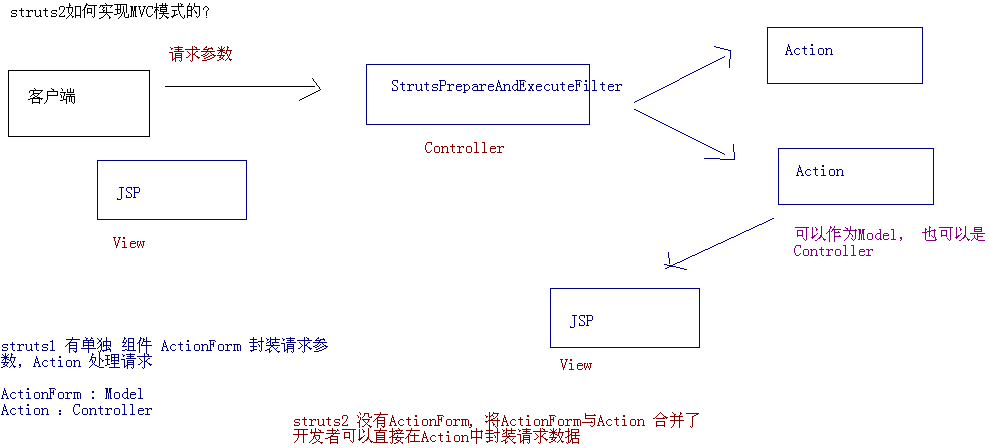 struts2如何实现MVC模式的?
请求参数
客户端
StrutsPrepareAndExecuteFilter
Controller
Action
Action
可以作为Model, 也可以是
Controller
JSP
View
JSP
View
struts1 有单独 组件 ActionForm 封装请求参
数, Action 处理请求
ActionForm : Model
Action : Controller
struts2 没有ActionForm, 将ActionForm与Action 合并了
开发者可以直接在Action中封装请求数据